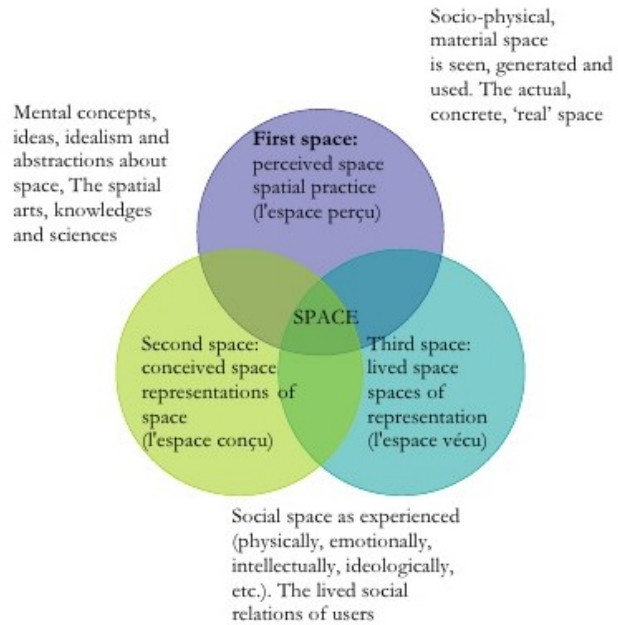 Socio-physical,
material space
is seen, generated and
used. The actual,
concrete, ‘real’ space
Mental concepts,
ideas, idealism and
abstractions about
space, The spatial
arts, knowledges
and sciences
First space:
perceived space
spatial practice
(l'espace perçu)
SPACE
Second space:
conceived space
representations of
space
(l'espace conçu)
Third space:
lived space
spaces of
representation
(l'espace vécu)
Social space as experienced
(physically, emotionally,
intellectually, ideologically,
etc.). The lived social
relations of users